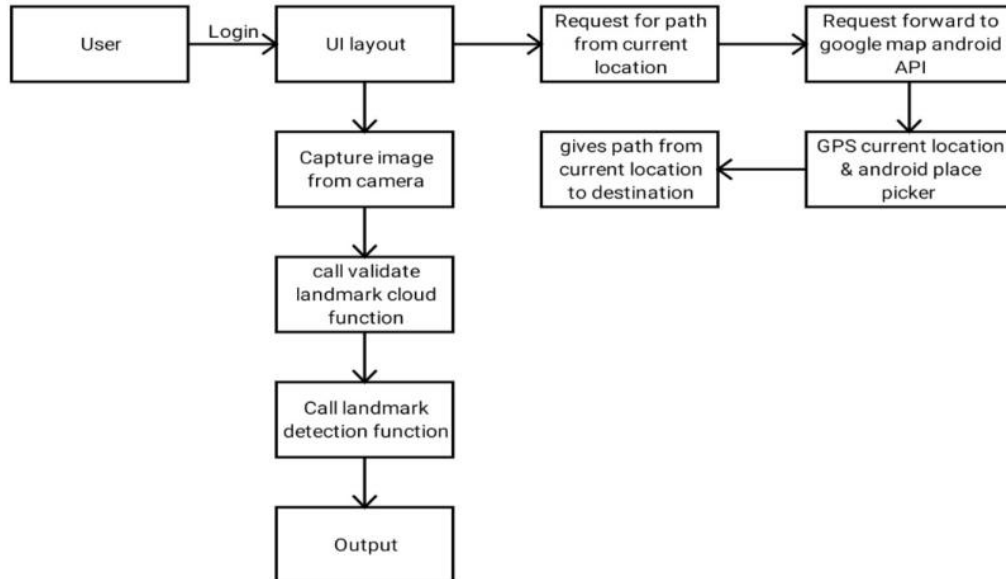 User
Login
UI layout
Request for path
from current
location
Request forward to
google map android
API
Capture image
from camera
gives path from
current location
to destination
GPS current location
& android place
picker
call validate
landmark cloud
function
Call landmark
detection function
Output